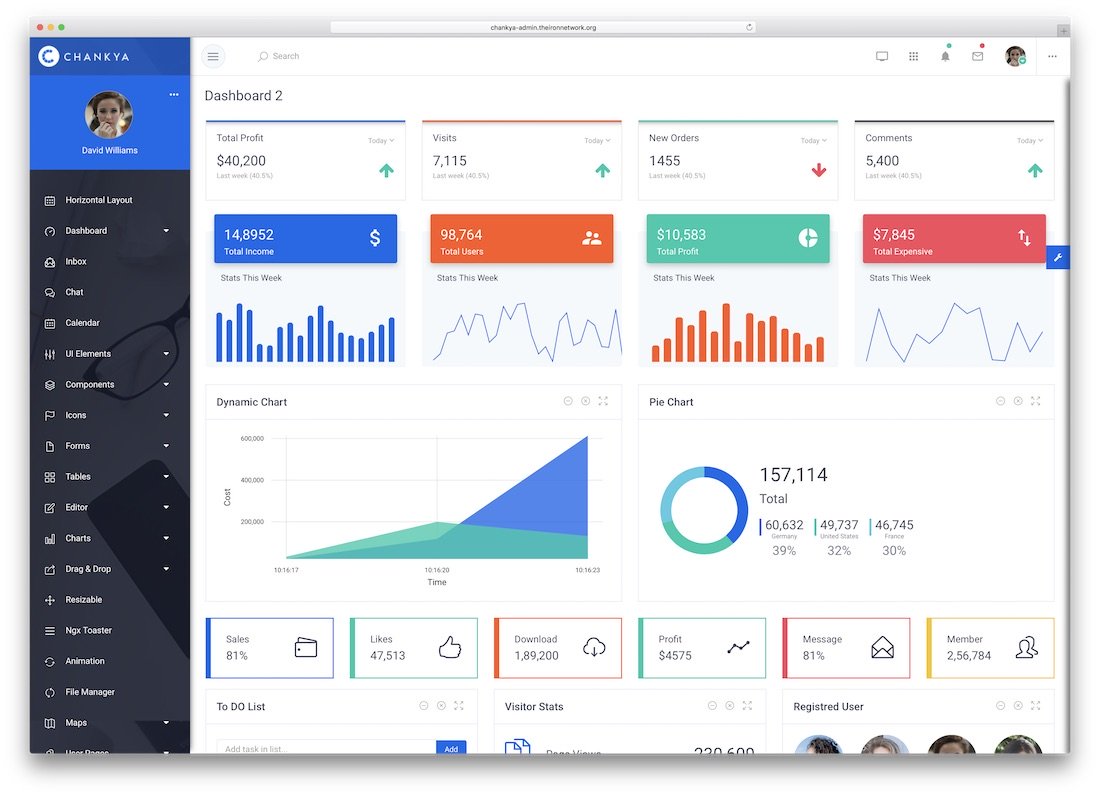 chankya-admin.theironnetwork.org
CHANKYA
Search
David Williams
Horizontal Layout
Dashboard
Inbox
Chat
Calendar
UI Elements
Components
Icons
Forms
Tables
Editor
Charts
Drag & Drop
Resizable
Ngx Toaster
Animation
File Manager
Maps
User Pages
Dashboard 2
Total Profit
Today
$40,200
Last week (40.5%)
Visits
Today
7,115
Last week (40.5%)
New Orders
Today
1455
Last week (40.5%)
Comments
Today
5,400
Last week (40.5%)
14,8952
Total Income
Stats This Week
98,764
Total Users
Stats This Week
$10,583
Total Profit
Stats This Week
$7,845
Total Expensive
Stats This Week
Dynamic Chart
600,000
400,000
200,000
Cost
10:16:17 10:16:20 10:16:23
Time
Pie Chart
157,114
Total
60,632 49,737 46,745
Germany United States France
39% 32% 30%
Sales
81%
Likes
47,513
Download
1,89,200
Profit
$4575
Message
81%
Member
2,56,784
To DO List
Add task in list...
Add
Visitor Stats
Page Views
230,600
Registred User